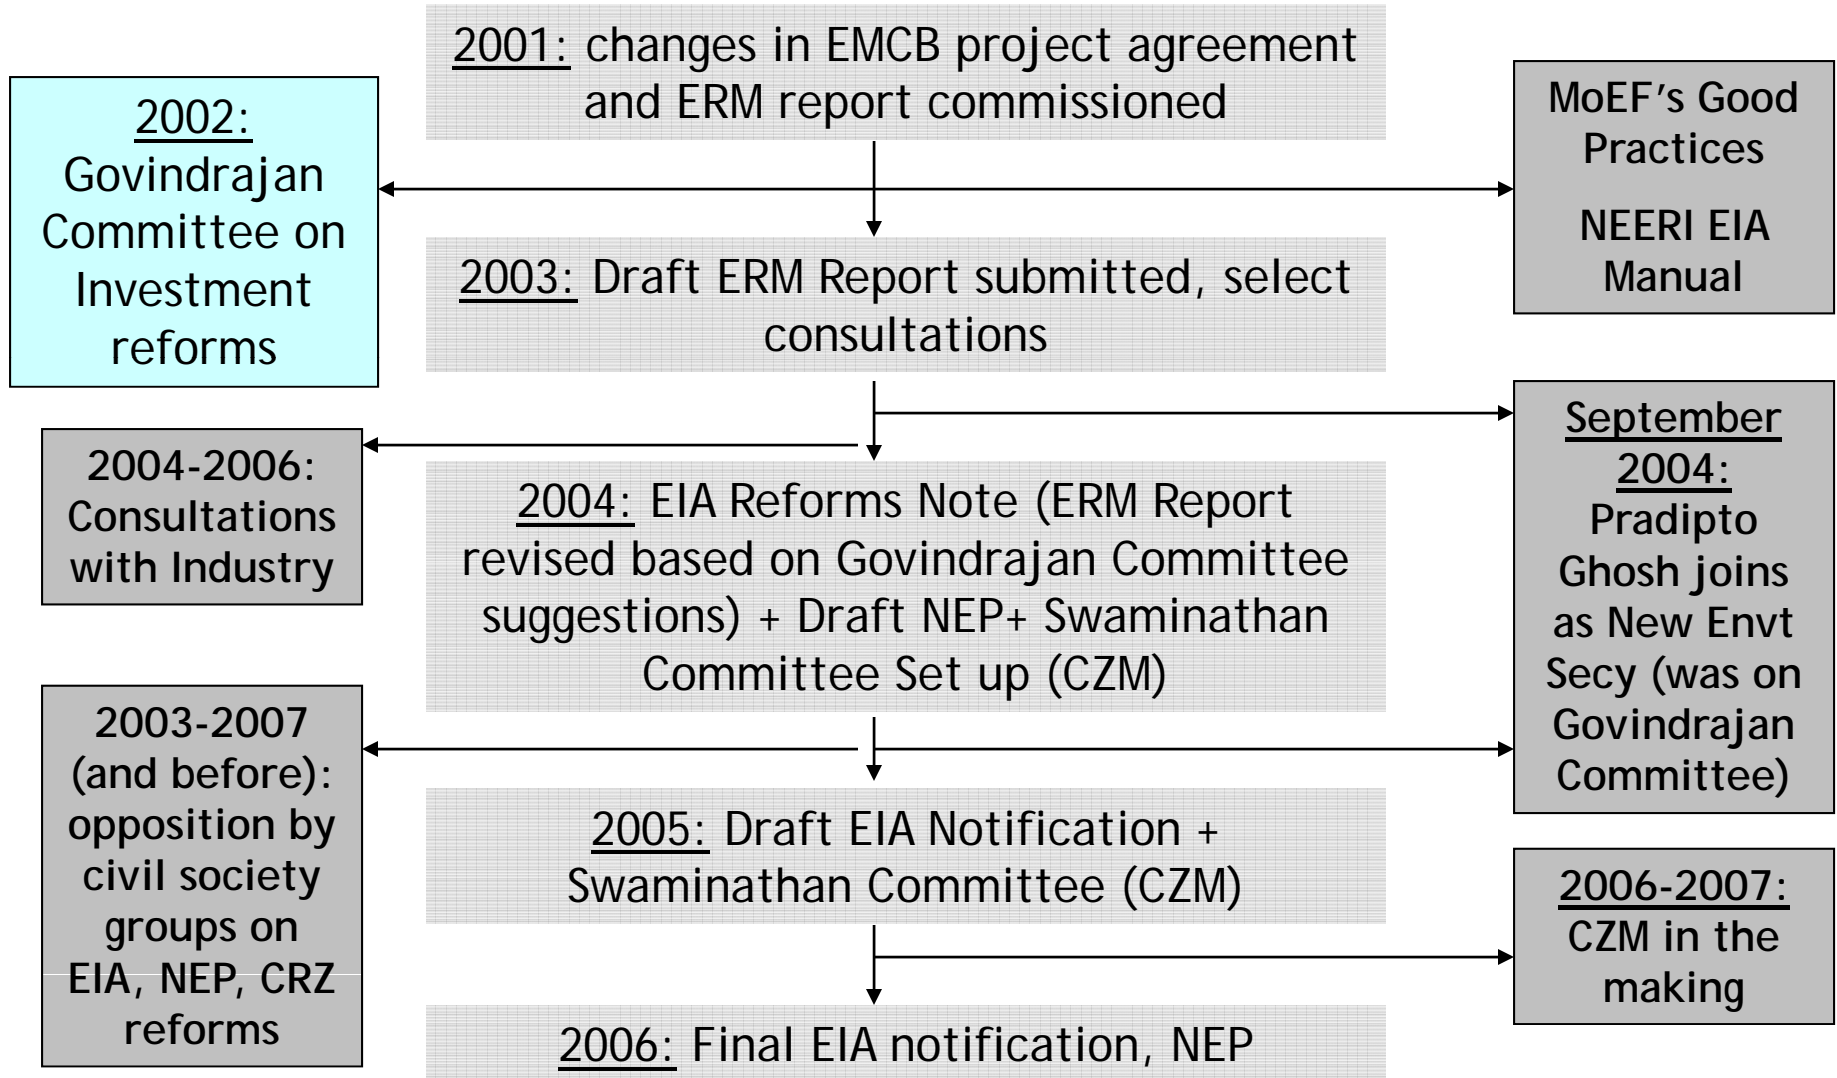 2001: changes in EMCB project agreement
and ERM report commissioned
2002:
Govindrajan
Committee on
Investment
reforms
MoEF's Good
Practices
NEERI EIA
Manual
2003: Draft ERM Report submitted, select
consultations
2004-2006:
Consultations
with Industry
September
2004:
Pradipto
Ghosh joins
as New Envt
Secy (was on
Govindrajan
Committee)
2004: EIA Reforms Note (ERM Report
revised based on Govindrajan Committee
suggestions) + Draft NEP+ Swaminathan
Committee Set up (CZM)
2003-2007
(and before):
opposition by
civil society
groups on
EIA, NEP, CRZ
reforms
2005: Draft EIA Notification +
Swaminathan Committee (CZM)
2006-2007:
CZM in the
making
2006: Final EIA notification, NEP